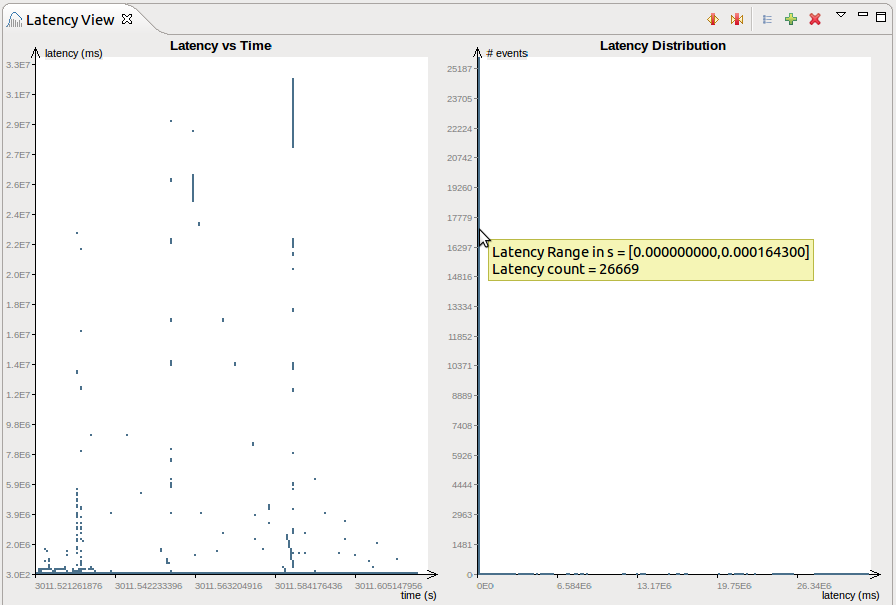 Latency View
Latency vs Time
latency (ms)
3.3E7
3.1E7
2.9E7
2.7E7
2.6E7
2.4E7
2.2E7
2.0E7
1.8E7
1.6E7
1.4E7
1.2E7
9.8E6
7.8E6
5.9E6
3.9E6
2.0E6
3.0E2
3011.521261876
3011.542233396
3011.563204916
3011.584176436
3011.605147956
time (s)
Latency Distribution
# events
25187
23705
22224
20742
19260
17779
16297
14816
13334
11852
10371
8889
7408
5926
4444
2963
1481
0
Latency Range in s = [0.000000000,0.000164300]
Latency count = 26669
0E0
6.584E6
13.17E6
19.75E6
26.34E6
latency (ms)